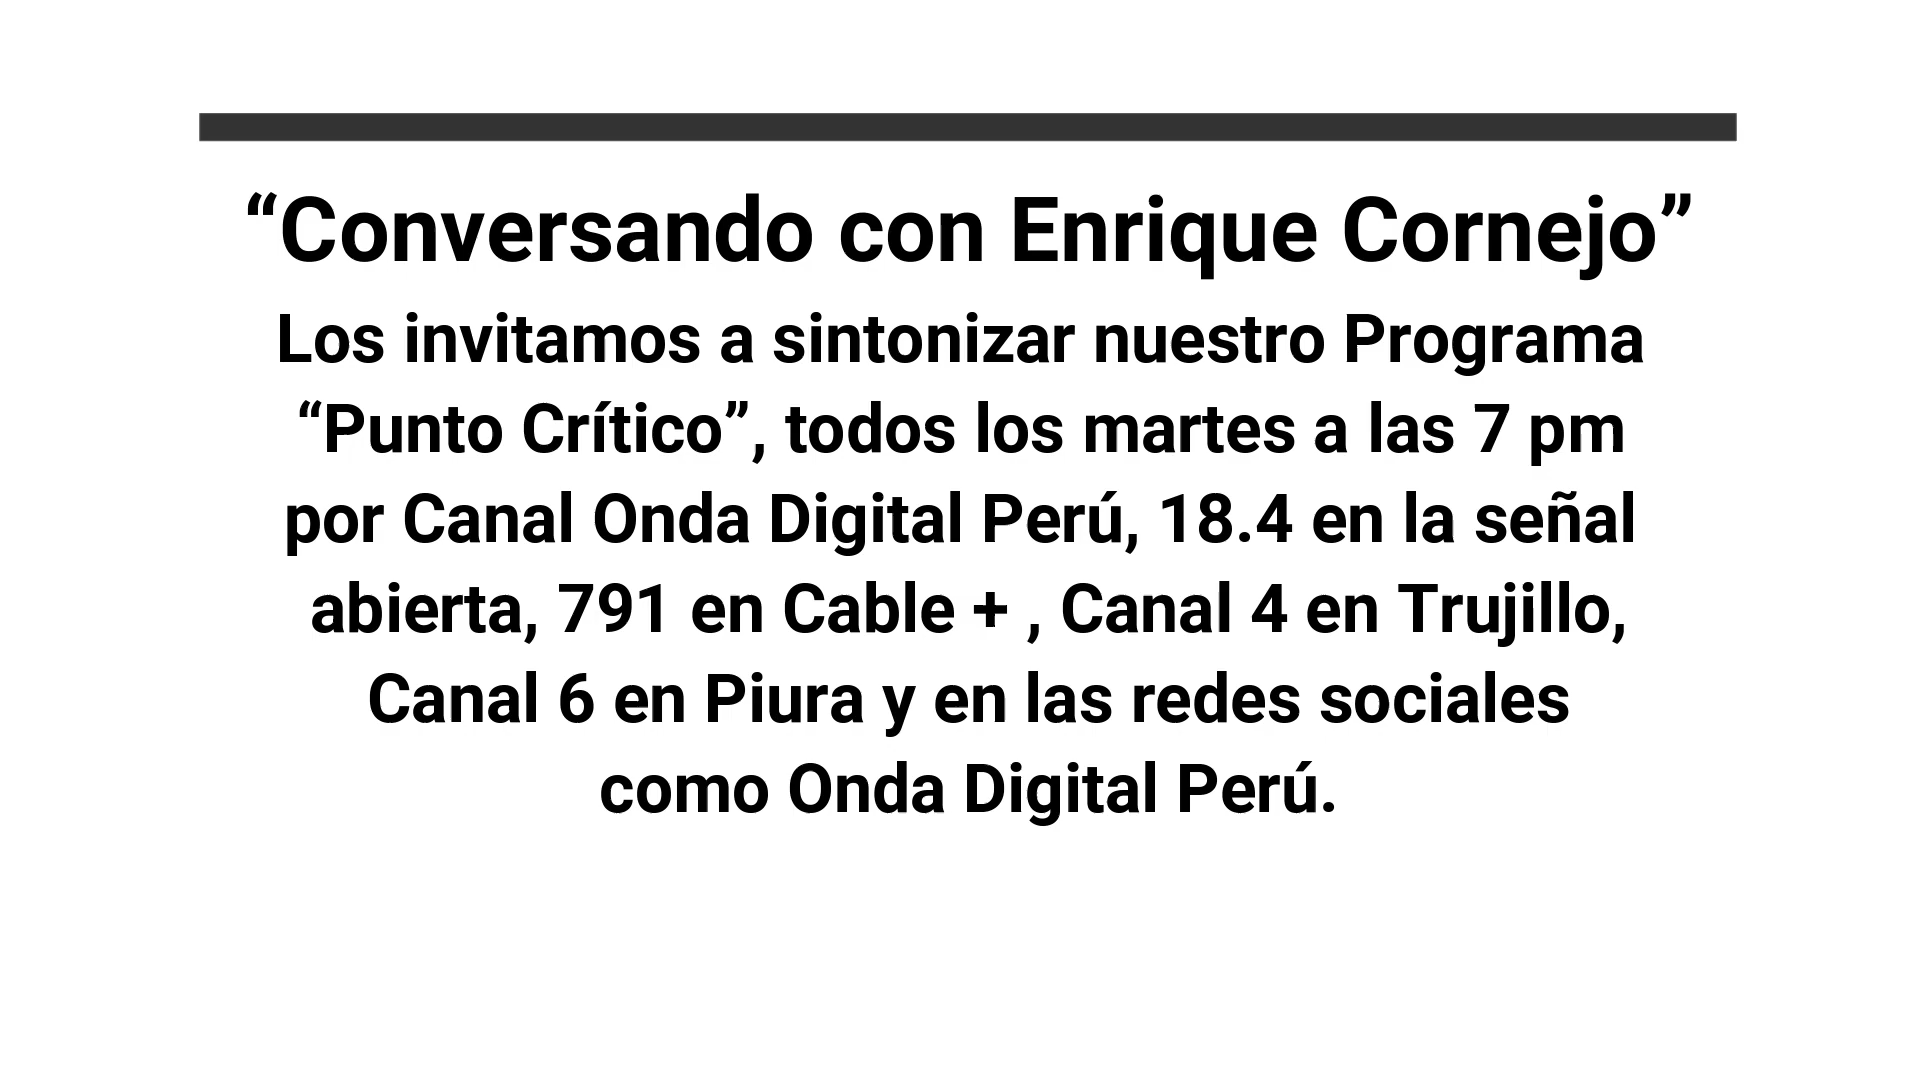 “Conversando con Enrique Cornejo”
Los invitamos a sintonizar nuestro Programa
“Punto Crítico”, todos los martes a las 7 pm
por Canal Onda Digital Perú, 18.4 en la señal
abierta, 791 en Cable + , Canal 4 en Trujillo,
Canal 6 en Piura y en las redes sociales
como Onda Digital Perú.